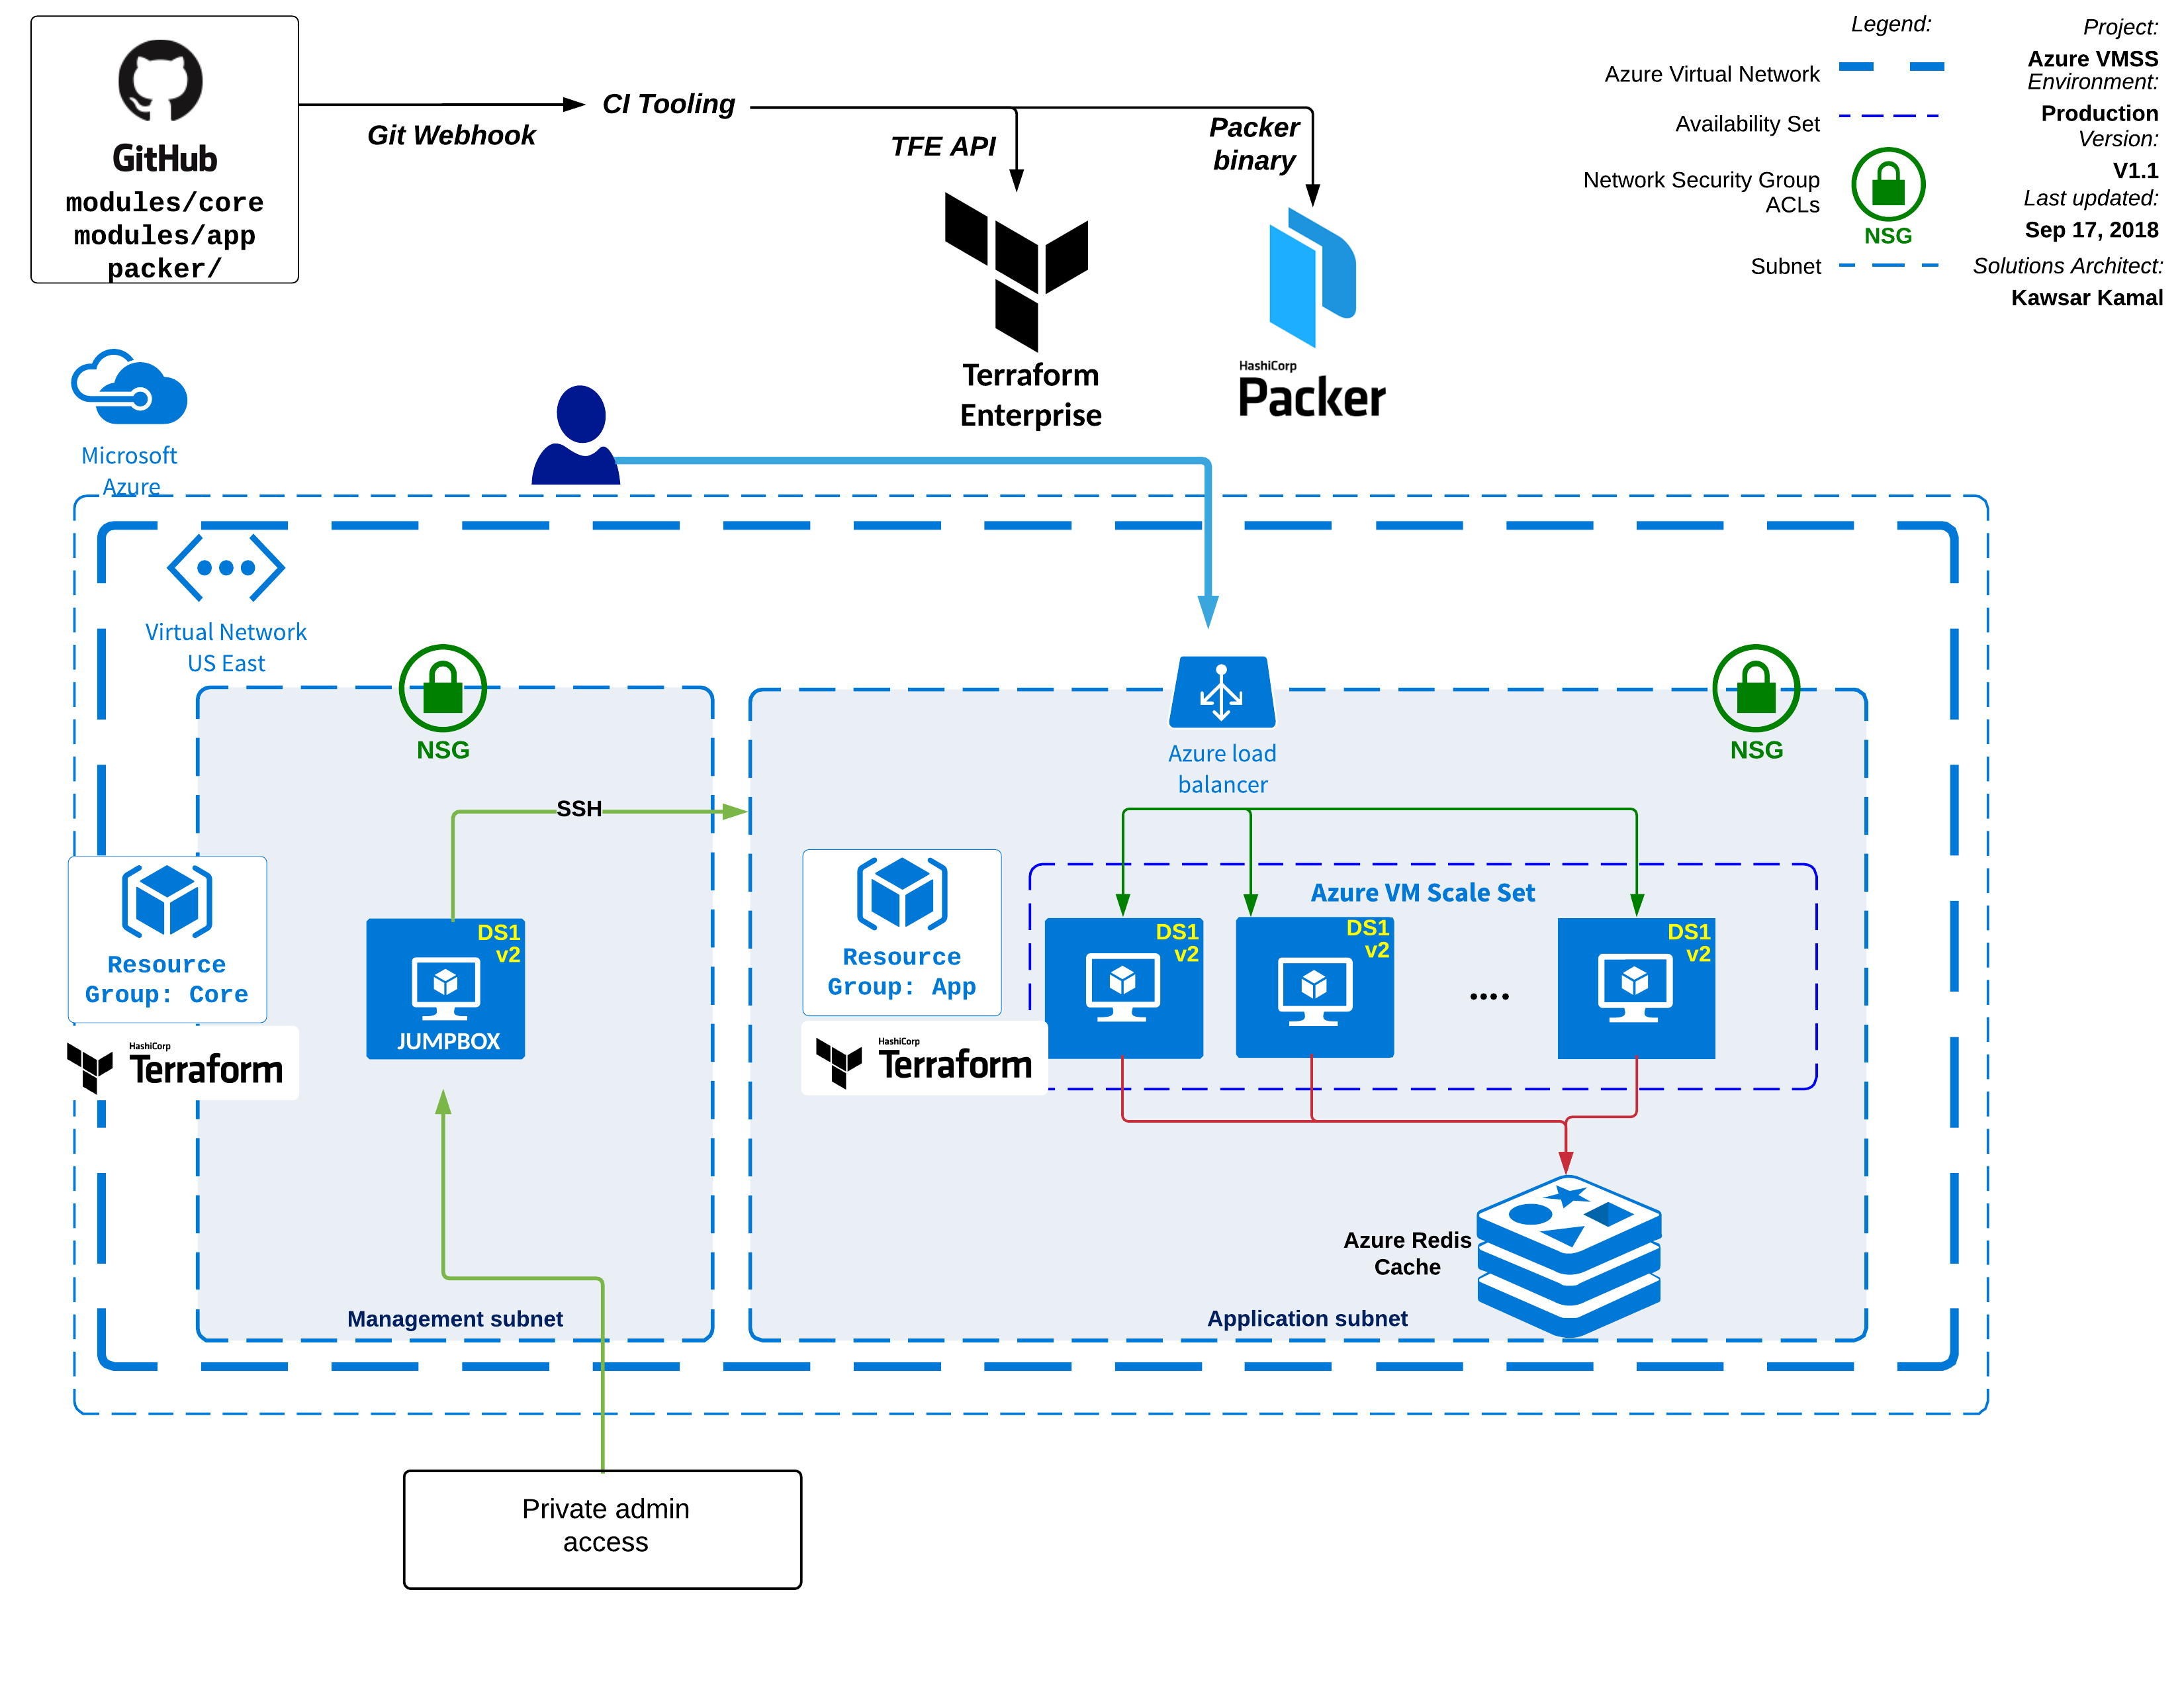 GitHub
modules/core
modules/app
packer/
Git Webhook
CI Tooling
TFE API
Packer
binary
Terraform
Enterprise
HashiCorp
Packer
Legend:
Azure Virtual Network
Availability Set
Network Security Group
ACLs
NSG
Subnet
Project:
Azure VMSS
Environment:
Production
Version:
V1.1
Last updated:
Sep 17, 2018
Solutions Architect:
Kawsar Kamal
Microsoft
Azure
Virtual Network
US East
NSG
SSH
Resource
Group: Core
HashiCorp
Terraform
DS1
v2
JUMPBOX
Management subnet
Azure load
balancer
NSG
Resource
Group: App
HashiCorp
Terraform
Azure VM Scale Set
DS1
v2
DS1
v2
....
DS1
v2
Azure Redis
Cache
Application subnet
Private admin
access